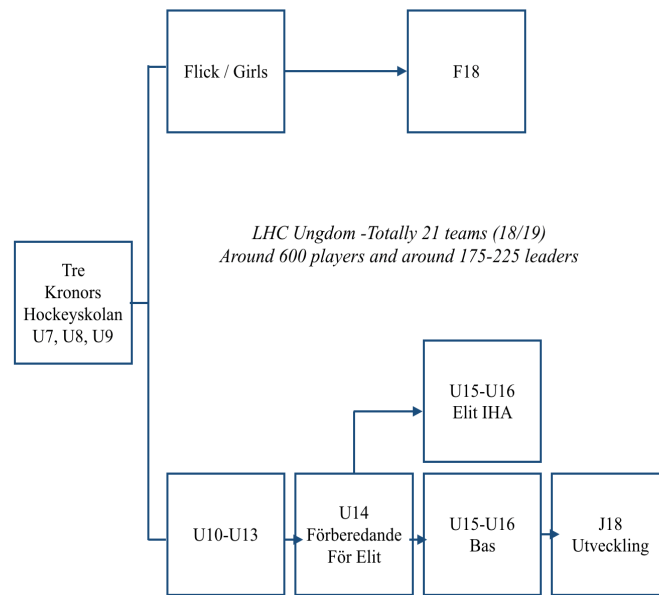 Flick / Girls
F18
LHC Ungdom -Totally 21 teams (18/19)
Around 600 players and around 175-225 leaders
Tre
Kronors
Hockeyskolan
U7, U8, U9
U15-U16
Elit IHA
U10-U13
U14
Förberedande
För Elit
U15-U16
Bas
J18
Utveckling